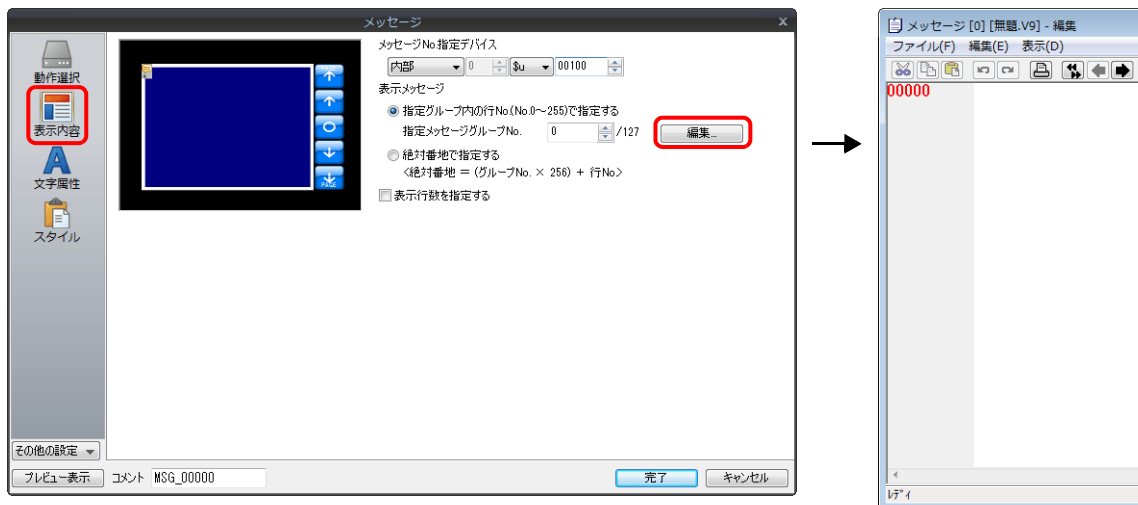 メッセージ
x
動作選択
表示内容
文字属性
スタイル
その他の設定
プレビュー表示
コメント MSG_00000
PAGE
メッセージNo.指定デバイス
内部 0 $u 00100
表示メッセージ
指定グループ内の行No.(No.0～255)で指定する
指定メッセージグループNo. 0 /127 編集...
絶対番地で指定する
<絶対番地 ＝ (グループNo. × 256) + 行No>
表示行数を指定する
完了
キャンセル
メッセージ [0] [無題.V9] - 編集
ファイル(F) 編集(E) 表示(D)
00000
ﾚﾃﾞｨ